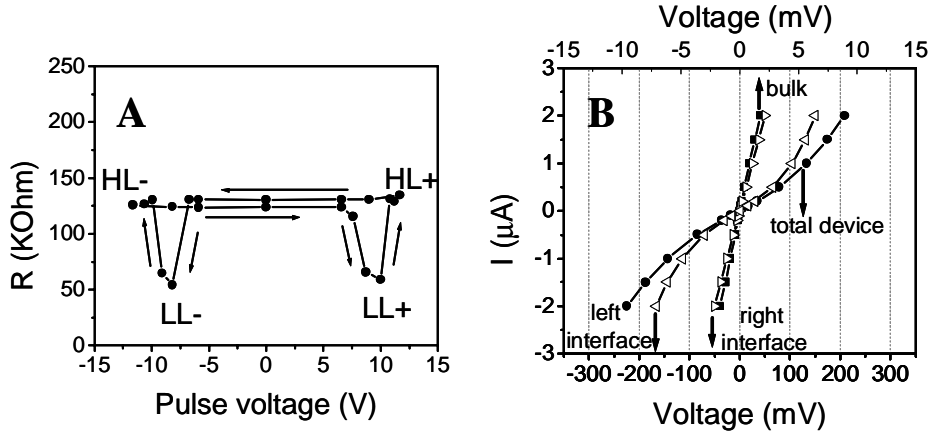 A
250
200
150
100
50
0
R (KOhm)
HL-
HL+
LL-
LL+
-15 -10 -5 0 5 10 15
Pulse voltage (V)
Voltage (mV)
-15 -10 -5 0 5 10 15
B
3
2
1
0
-1
-2
-3
I (µA)
bulk
total device
left
interface
right
interface
-300 -200 -100 0 100 200 300
Voltage (mV)